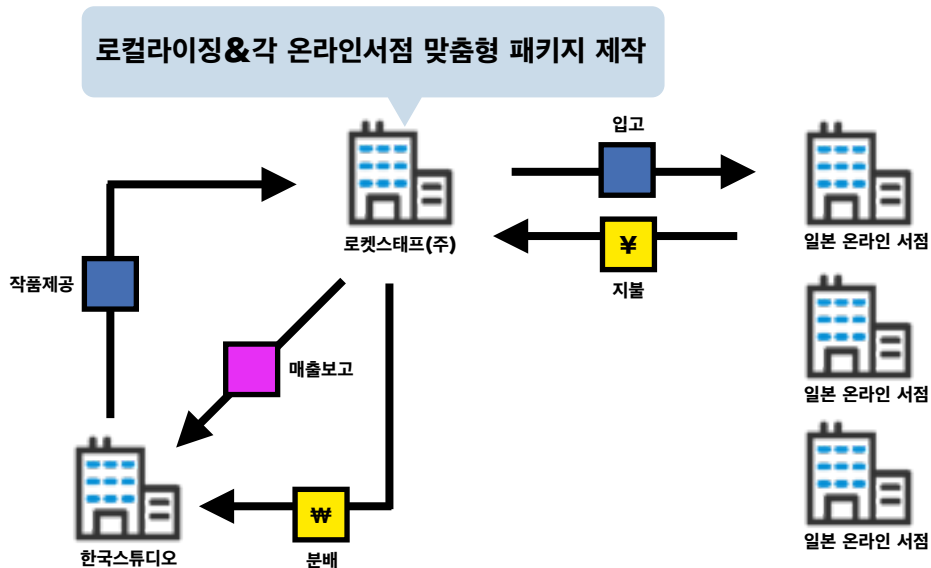 로컬라이징&각 온라인서점 맞춤형 패키지 제작
입고
로켓스태프(주)
일본 온라인 서점
¥
지불
작품제공
일본 온라인 서점
매출보고
₩
분배
한국스튜디오
일본 온라인 서점